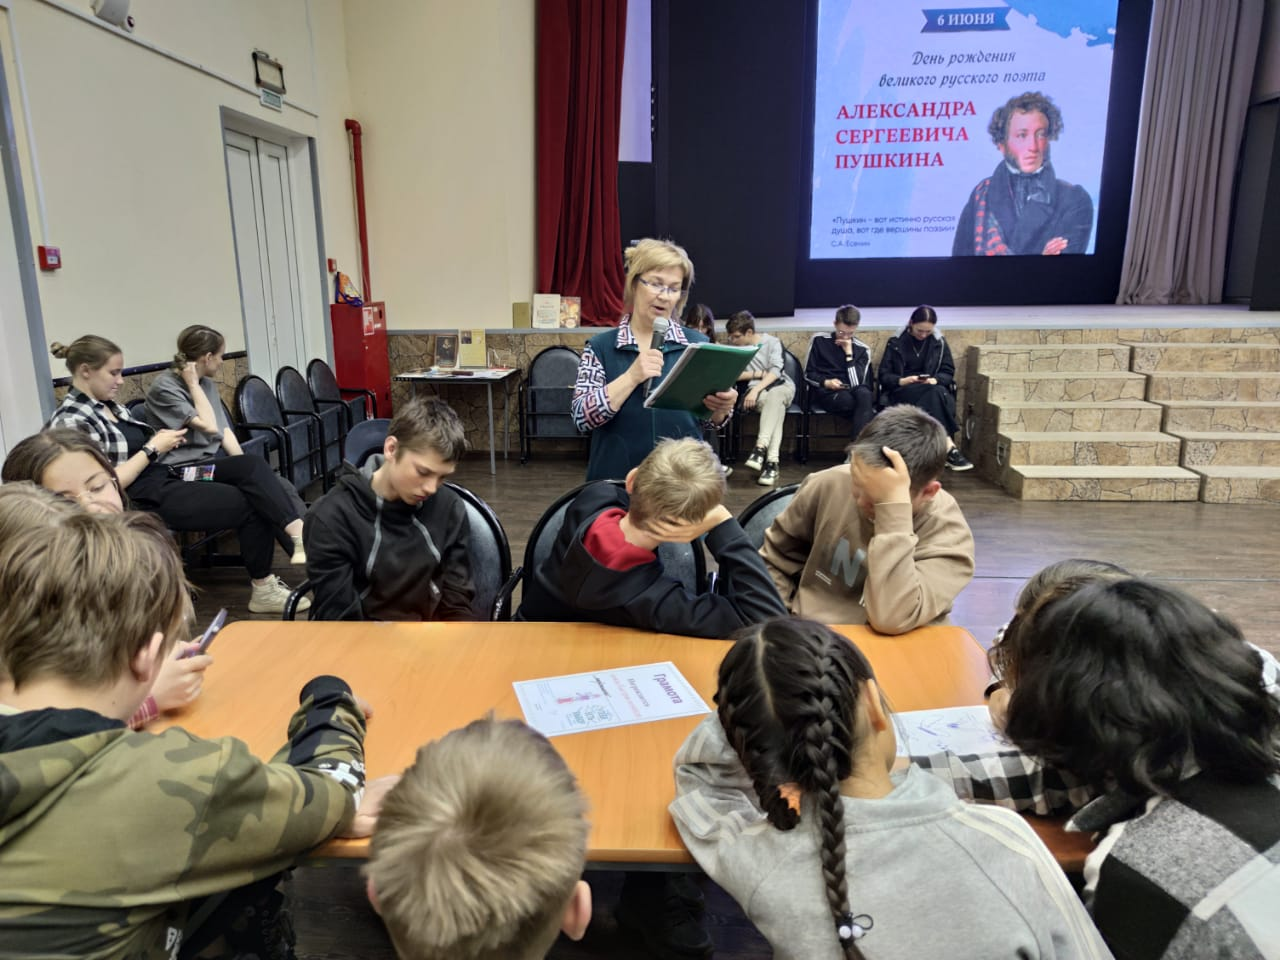 6 ИЮНЯ
День рождения
великого русского поэта
АЛЕКСАНДРА
СЕРГЕЕВИЧА
ПУШКИНА
«Пушкин - вот истинно русская
душа, вот где вершины поэзии»
С.А. Есенин
Грамота
Награждается
N